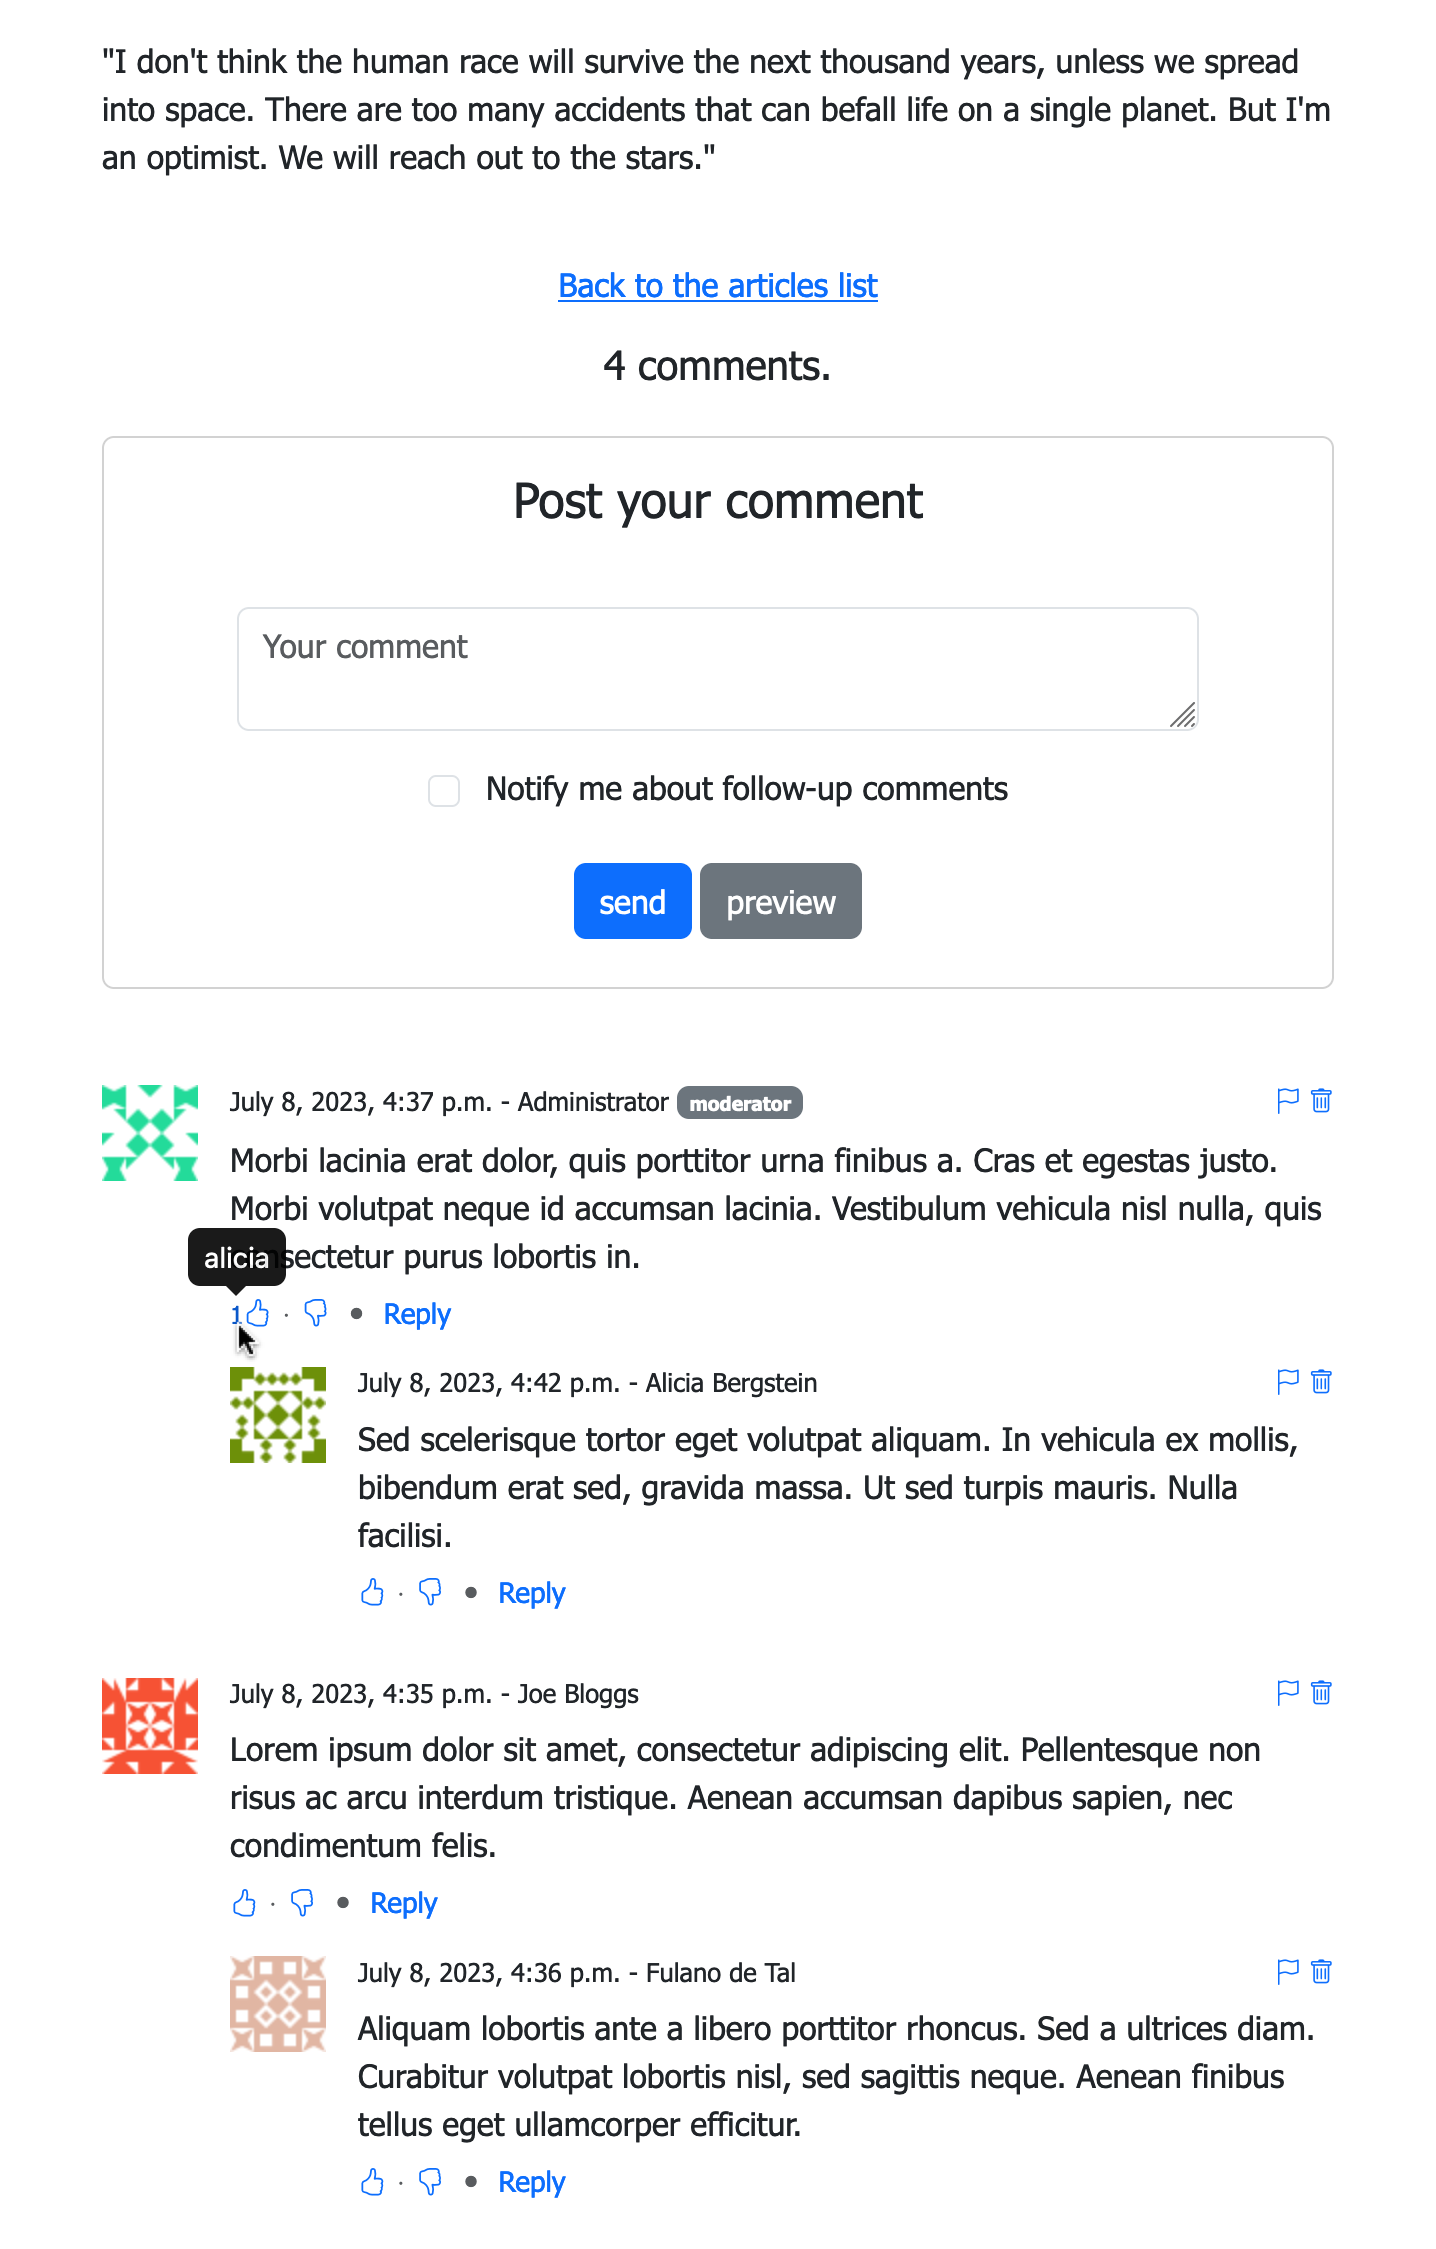 "I don't think the human race will survive the next thousand years, unless we spread
into space. There are too many accidents that can befall life on a single planet. But I'm
an optimist. We will reach out to the stars."
Back to the articles list
4 comments.
Post your comment
Your comment
Notify me about follow-up comments
send preview
July 8, 2023, 4:37 p.m. - Administrator moderator
Morbi lacinia erat dolor, quis porttitor urna finibus a. Cras et egestas justo.
Morbi volutpat neque id accumsan lacinia. Vestibulum vehicula nisl nulla, quis
alicia
purus lobortis in.
1 · • Reply
July 8, 2023, 4:42 p.m. - Alicia Bergstein
Sed scelerisque tortor eget volutpat aliquam. In vehicula ex mollis,
bibendum erat sed, gravida massa. Ut sed turpis mauris. Nulla
facilisi.
· • Reply
July 8, 2023, 4:35 p.m. - Joe Bloggs
Lorem ipsum dolor sit amet, consectetur adipiscing elit. Pellentesque non
risus ac arcu interdum tristique. Aenean accumsan dapibus sapien, nec
condimentum felis.
· • Reply
July 8, 2023, 4:36 p.m. - Fulano de Tal
Aliquam lobortis ante a libero porttitor rhoncus. Sed a ultrices diam.
Curabitur volutpat lobortis nisl, sed sagittis neque. Aenean finibus
tellus eget ullamcorper efficitur.
· • Reply